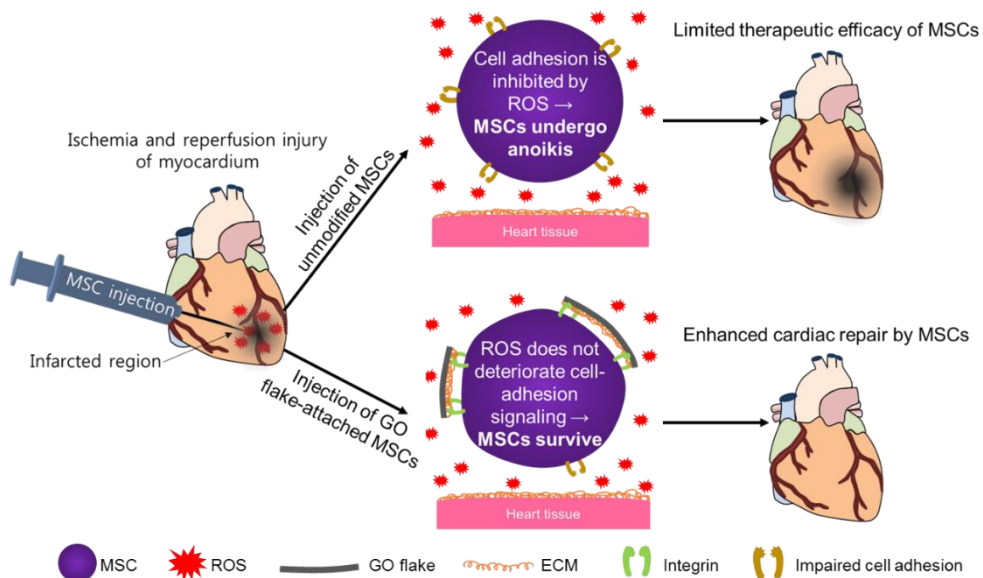 Limited therapeutic efficacy of MSCs
Cell adhesion is
inhibited by
ROS →
MSCs undergo
anoikis
Heart tissue
Ischemia and reperfusion injury
of myocardium
Injection of
unmodified MSCs
MSC injection
Infarcted region
Injection of GO
flake-attached MSCs
Enhanced cardiac repair by MSCs
ROS does not
deteriorate cell-
adhesion
signaling →
MSCs survive
Heart tissue
MSC
ROS
GO flake
ECM
Integrin
Impaired cell adhesion